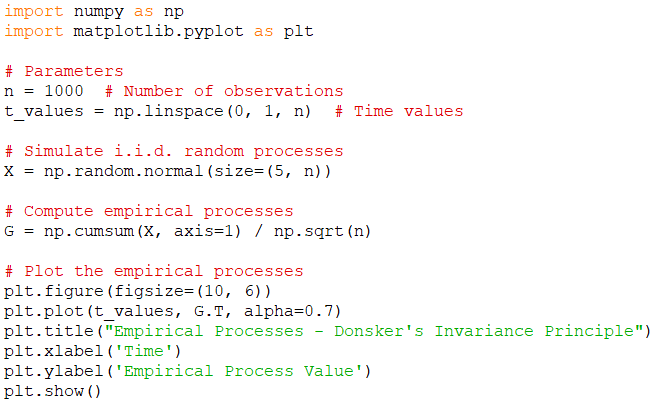 import numpy as np
import matplotlib.pyplot as plt
# Parameters
n = 1000  # Number of observations
t_values = np.linspace(0, 1, n)  # Time values
# Simulate i.i.d. random processes
X = np.random.normal(size=(5, n))
# Compute empirical processes
G = np.cumsum(X, axis=1) / np.sqrt(n)
# Plot the empirical processes
plt.figure(figsize=(10, 6))
plt.plot(t_values, G.T, alpha=0.7)
plt.title("Empirical Processes - Donsker's Invariance Principle")
plt.xlabel('Time')
plt.ylabel('Empirical Process Value')
plt.show()